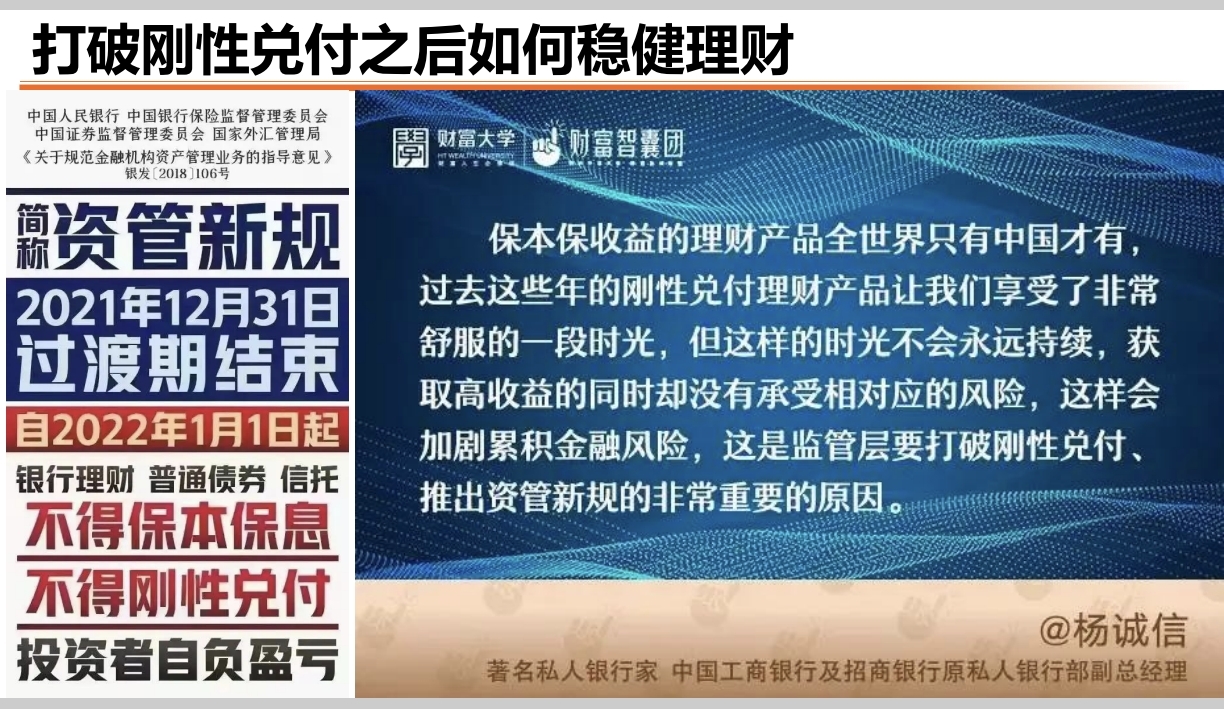 打破刚性兑付之后如何稳健理财
中国人民银行 中国银行保险监督管理委员会
中国证券监督管理委员会 国家外汇管理局
《关于规范金融机构资产管理业务的指导意见》
银发〔2018〕106号
简称资管新规
2021年12月31日
过渡期结束
自2022年1月1日起
银行理财 普通债券 信托
不得保本保息
不得刚性兑付
投资者自负盈亏
财富大学 财富智囊团
HT WEALTH UNIVERSITY
保本保收益的理财产品全世界只有中国才有，
过去这些年的刚性兑付理财产品让我们享受了非常
舒服的一段时光，但这样的时光不会永远持续，获
取高收益的同时却没有承受相对应的风险，这样会
加剧累积金融风险，这是监管层要打破刚性兑付、
推出资管新规的非常重要的原因。
@杨诚信
著名私人银行家 中国工商银行及招商银行原私人银行部副总经理